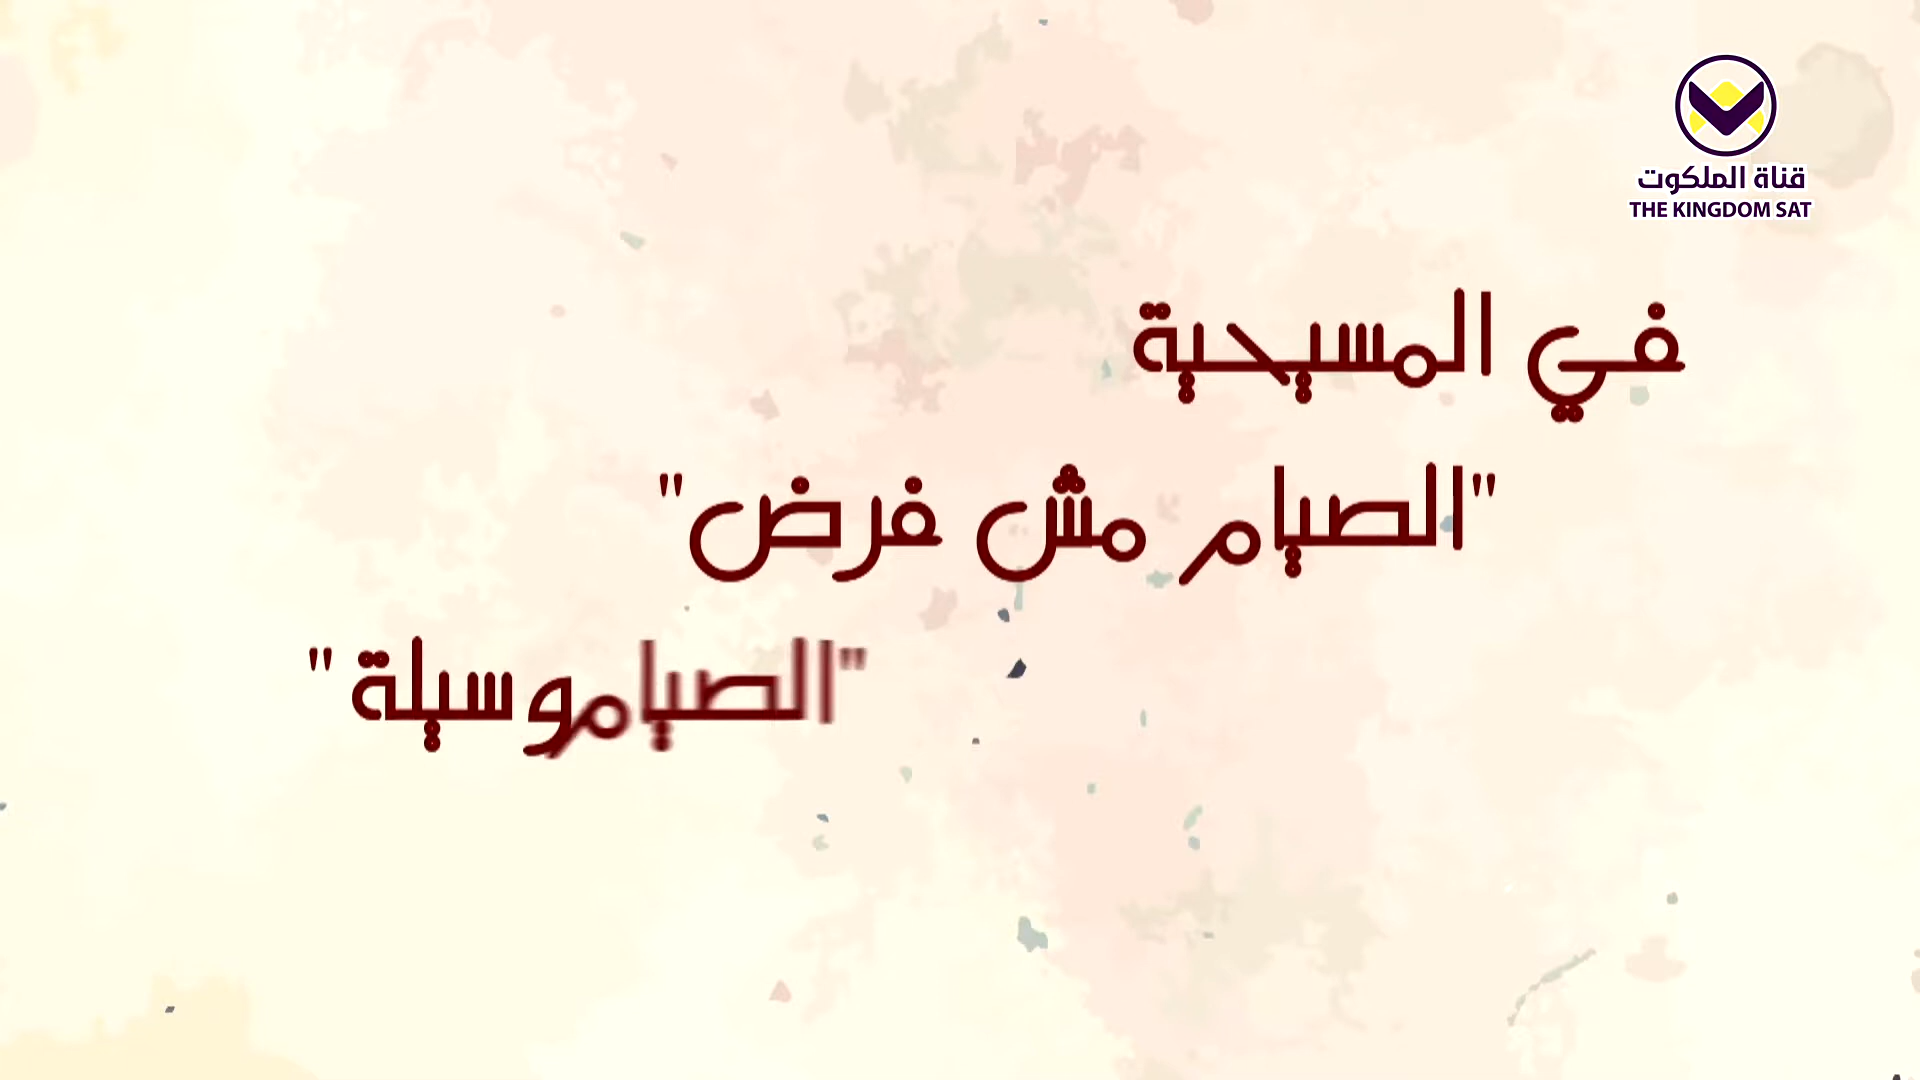 قناة الملكوت
THE KINGDOM SAT
في المسيحية
"الصيام مش فرض"
"الصيام وسيلة "